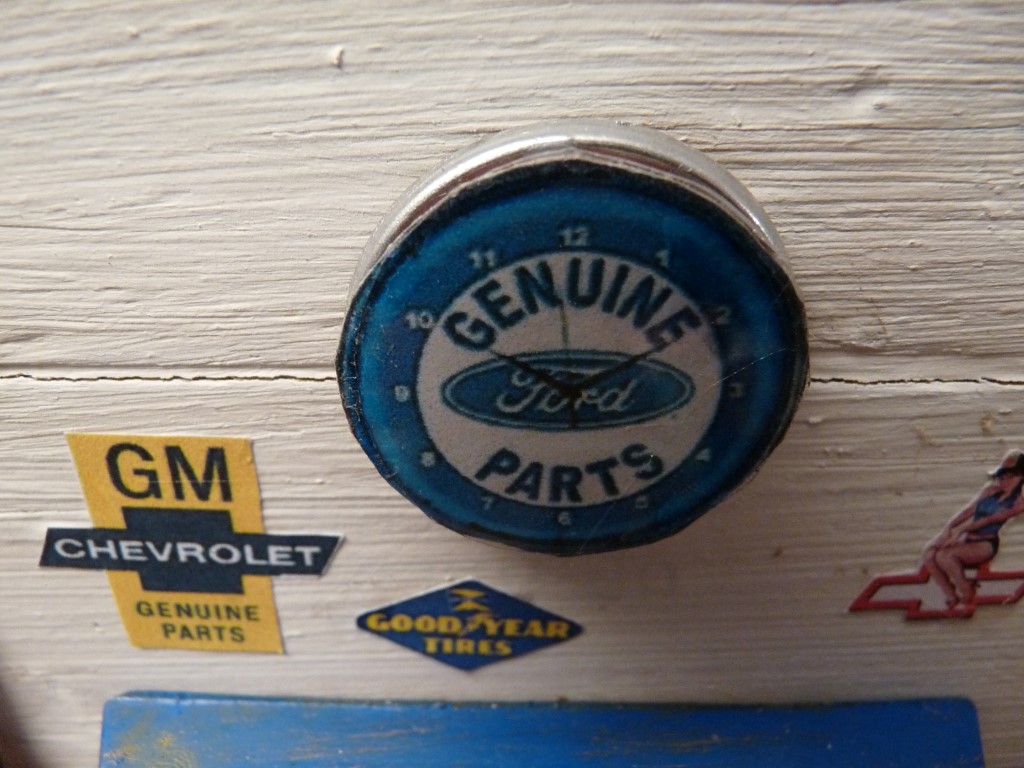 12
11 1
GENUINE
10 2
Ford
9 3
8 4
PARTS
7 5
6
GM
CHEVROLET
GENUINE
PARTS
GOOD YEAR
TIRES